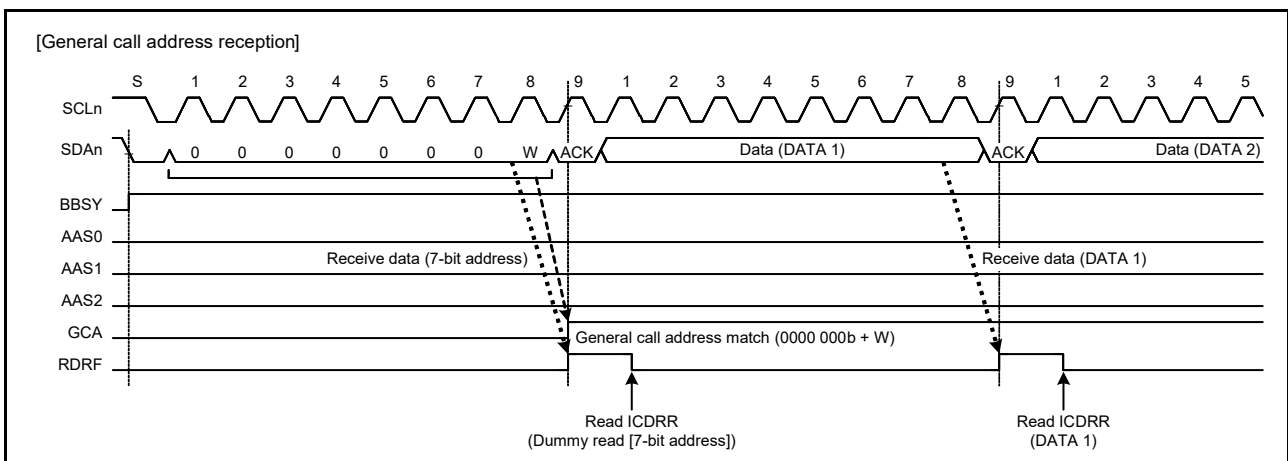 [General call address reception]
S 1 2 3 4 5 6 7 8 9 1 2 3 4 5 6 7 8 9 1 2 3 4 5
SCLn
SDAn 0 0 0 0 0 0 0 W ACK Data (DATA 1) ACK Data (DATA 2)
BBSY
AAS0
Receive data (7-bit address) Receive data (DATA 1)
AAS1
AAS2
GCA General call address match (0000 000b + W)
RDRF
Read ICDRR Read ICDRR
(Dummy read [7-bit address]) (DATA 1)